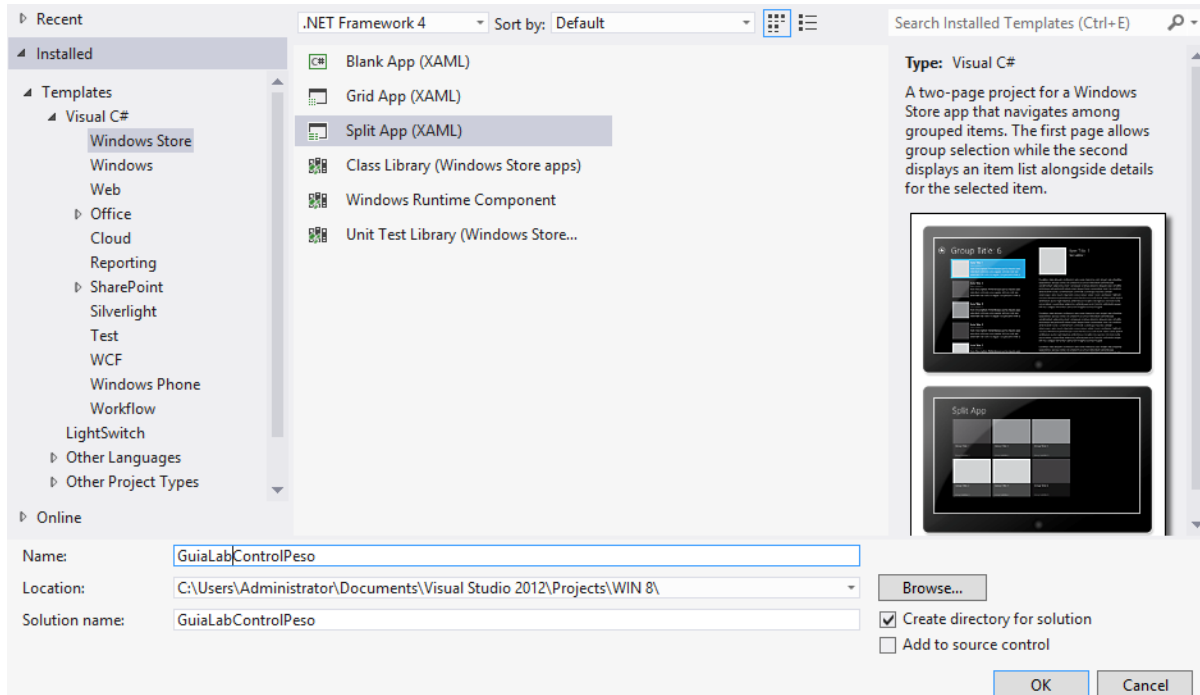 Recent
Installed
Templates
Visual C#
Windows Store
Windows
Web
Office
Cloud
Reporting
SharePoint
Silverlight
Test
WCF
Windows Phone
Workflow
LightSwitch
Other Languages
Other Project Types
Online
.NET Framework 4
Sort by: Default
C# Blank App (XAML)
Grid App (XAML)
Split App (XAML)
Class Library (Windows Store apps)
Windows Runtime Component
Unit Test Library (Windows Store...
Search Installed Templates (Ctrl+E)
Type: Visual C#
A two-page project for a Windows
Store app that navigates among
grouped items. The first page allows
group selection while the second
displays an item list alongside details
for the selected item.
Group Title: 6
Split App
Name: GuiaLabControlPeso
Location: C:\Users\Administrator\Documents\Visual Studio 2012\Projects\WIN 8\
Browse...
Solution name: GuiaLabControlPeso
Create directory for solution
Add to source control
OK Cancel